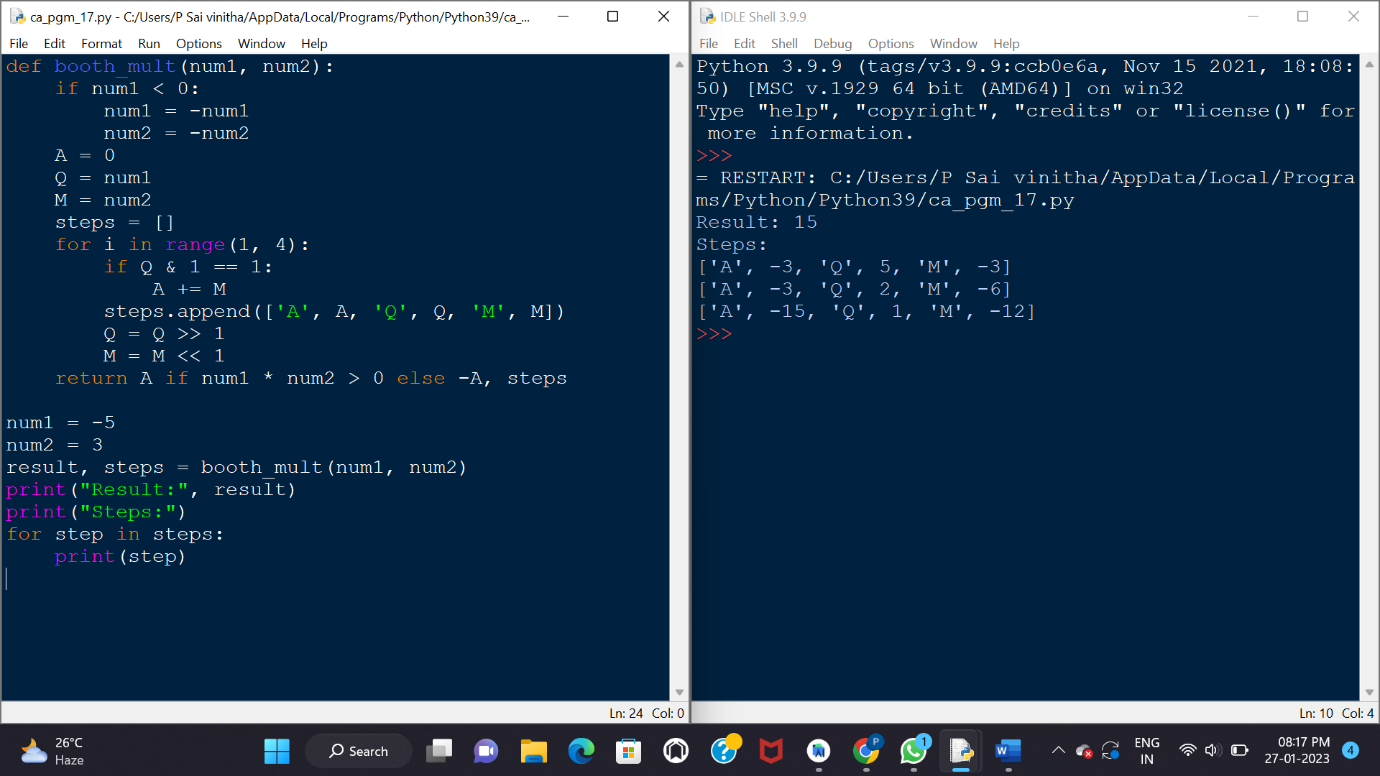 ca_pgm_17.py - C:/Users/P Sai vinitha/AppData/Local/Programs/Python/Python39/ca_...
File Edit Format Run Options Window Help
def booth_mult(num1, num2):
    if num1 < 0:
        num1 = -num1
        num2 = -num2
    A = 0
    Q = num1
    M = num2
    steps = []
    for i in range(1, 4):
        if Q & 1 == 1:
            A += M
        steps.append(['A', A, 'Q', Q, 'M', M])
        Q = Q >> 1
        M = M << 1
    return A if num1 * num2 > 0 else -A, steps
num1 = -5
num2 = 3
result, steps = booth_mult(num1, num2)
print("Result:", result)
print("Steps:")
for step in steps:
    print(step)
Ln: 24 Col: 0
IDLE Shell 3.9.9
File Edit Shell Debug Options Window Help
Python 3.9.9 (tags/v3.9.9:ccb0e6a, Nov 15 2021, 18:08:
50) [MSC v.1929 64 bit (AMD64)] on win32
Type "help", "copyright", "credits" or "license()" for
 more information.
>>>
= RESTART: C:/Users/P Sai vinitha/AppData/Local/Progra
ms/Python/Python39/ca_pgm_17.py
Result: 15
Steps:
['A', -3, 'Q', 5, 'M', -3]
['A', -3, 'Q', 2, 'M', -6]
['A', -15, 'Q', 1, 'M', -12]
>>>
Ln: 10 Col: 4
26°C
Haze
Search
P
1
W
ENG
IN
08:17 PM
27-01-2023
4